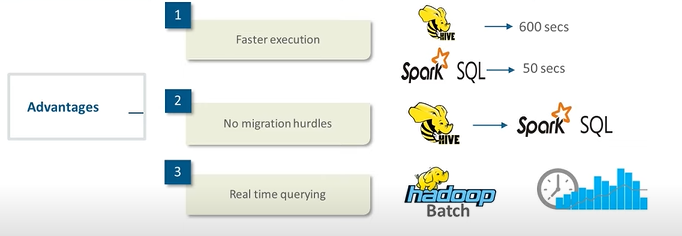 Advantages
1
Faster execution
HIVE
600 secs
Spark SQL
50 secs
2
No migration hurdles
HIVE
Spark SQL
3
Real time querying
hadoop
Batch